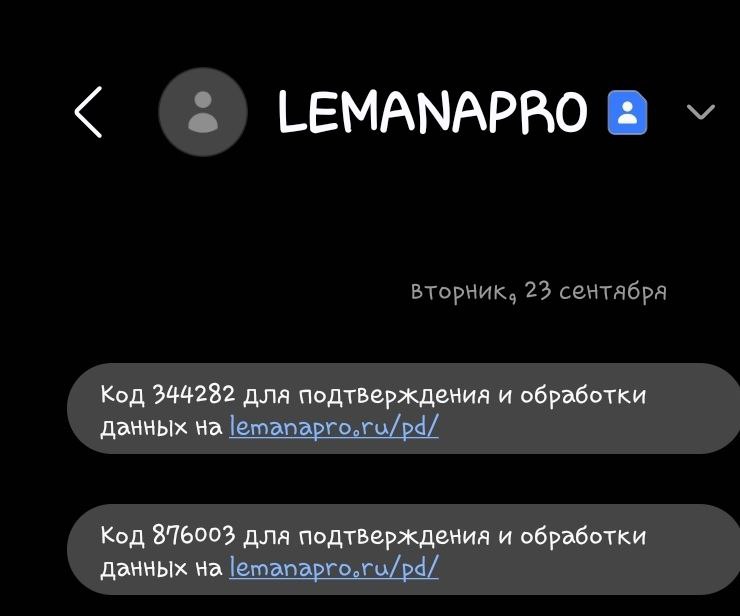 LEMANAPRO
вторник, 23 сентября
Код 344282 для подтверждения и обработки
данных на lemanapro.ru/pd/
Код 876003 для подтверждения и обработки
данных на lemanapro.ru/pd/